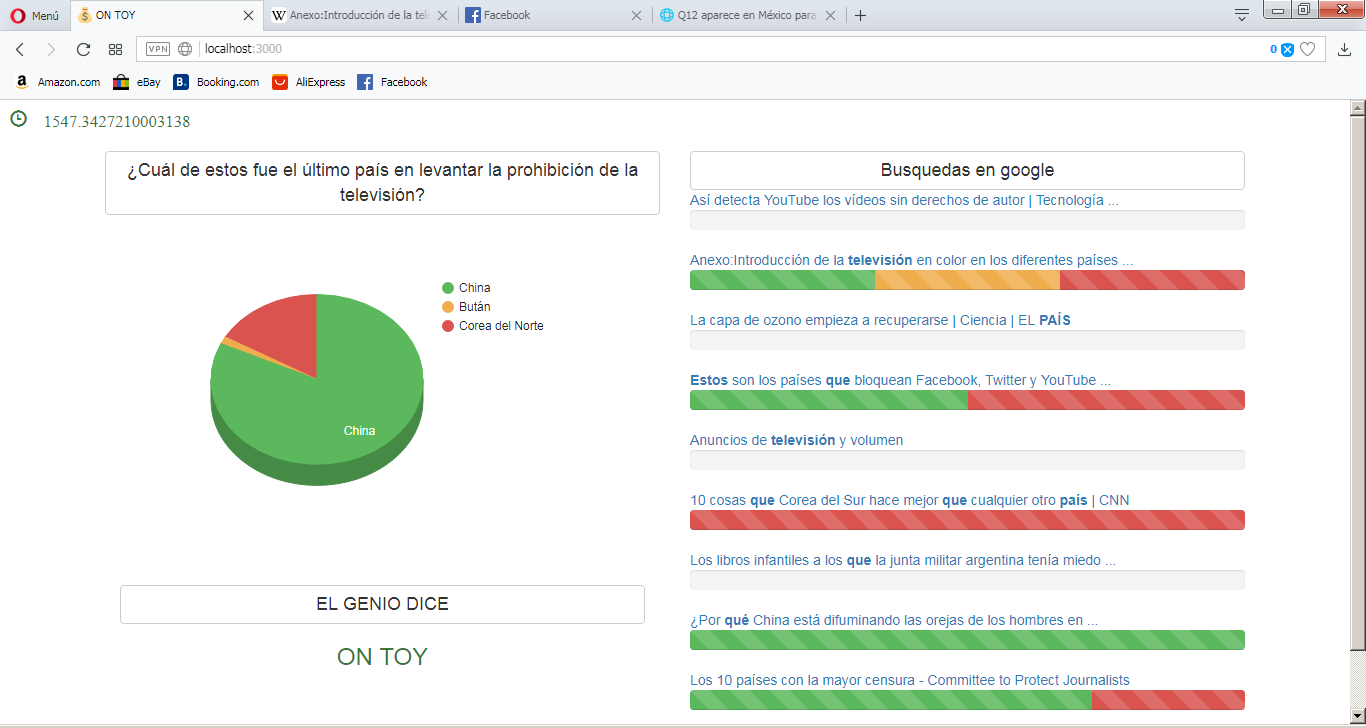 Menú
ON TOY
Anexo:Introducción de la tel
Facebook
Q12 aparece en México para
VPN
localhost:3000
0
Amazon.com
eBay
Booking.com
AliExpress
Facebook
1547.3427210003138
¿Cuál de estos fue el último país en levantar la prohibición de la
televisión?
China
Bután
Corea del Norte
China
EL GENIO DICE
ON TOY
Busquedas en google
Así detecta YouTube los vídeos sin derechos de autor | Tecnología ...
Anexo:Introducción de la televisión en color en los diferentes países ...
La capa de ozono empieza a recuperarse | Ciencia | EL PAÍS
Estos son los países que bloquean Facebook, Twitter y YouTube ...
Anuncios de televisión y volumen
10 cosas que Corea del Sur hace mejor que cualquier otro país | CNN
Los libros infantiles a los que la junta militar argentina tenía miedo ...
¿Por qué China está difuminando las orejas de los hombres en ...
Los 10 países con la mayor censura - Committee to Protect Journalists